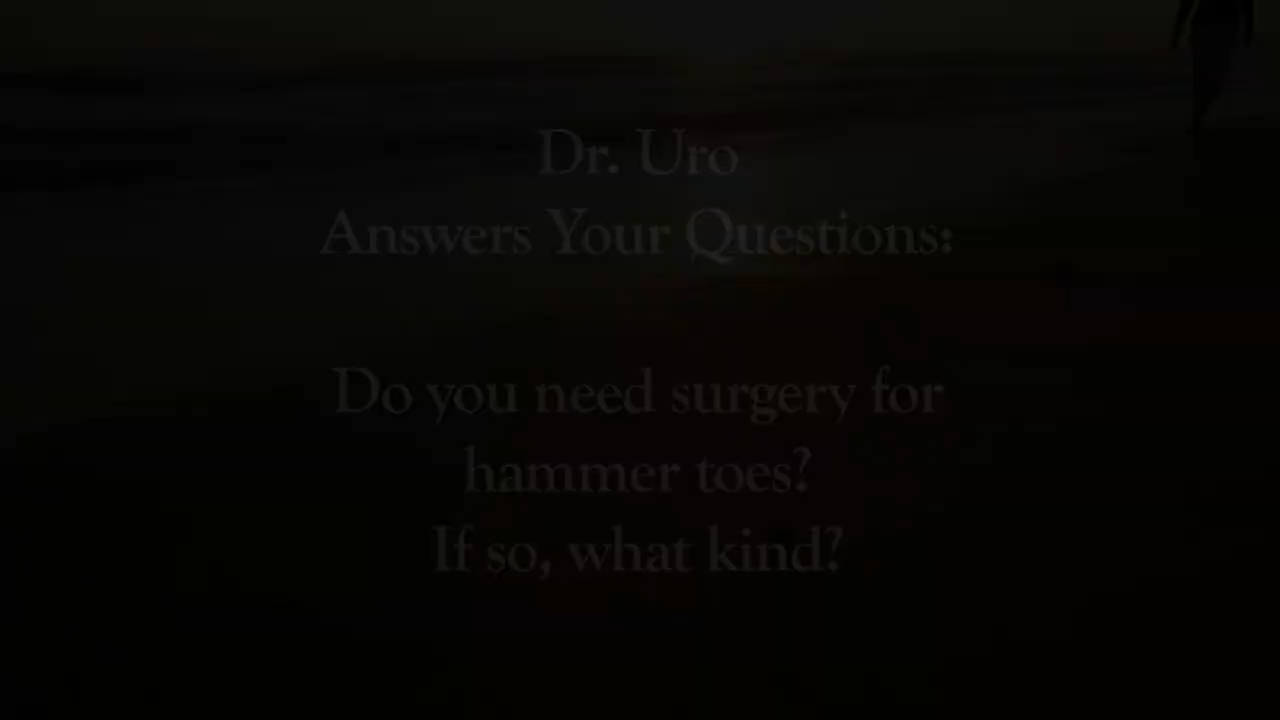 Dr. Uro
Answers Your Questions:
Do you need surgery for
hammer toes?
If so, what kind?